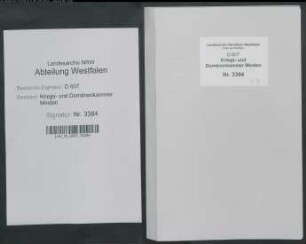 Landesarchiv NRW
Abteilung Westfalen
Bestands-Signatur: D 607
Bestand: Kriegs- und Domänenkammer
Minden
Signatur: Nr. 3384
Landesarchiv Nordrhein-Westfalen
D 607
Kriegs- und
Domänenkammer Minden
Nr. 3384